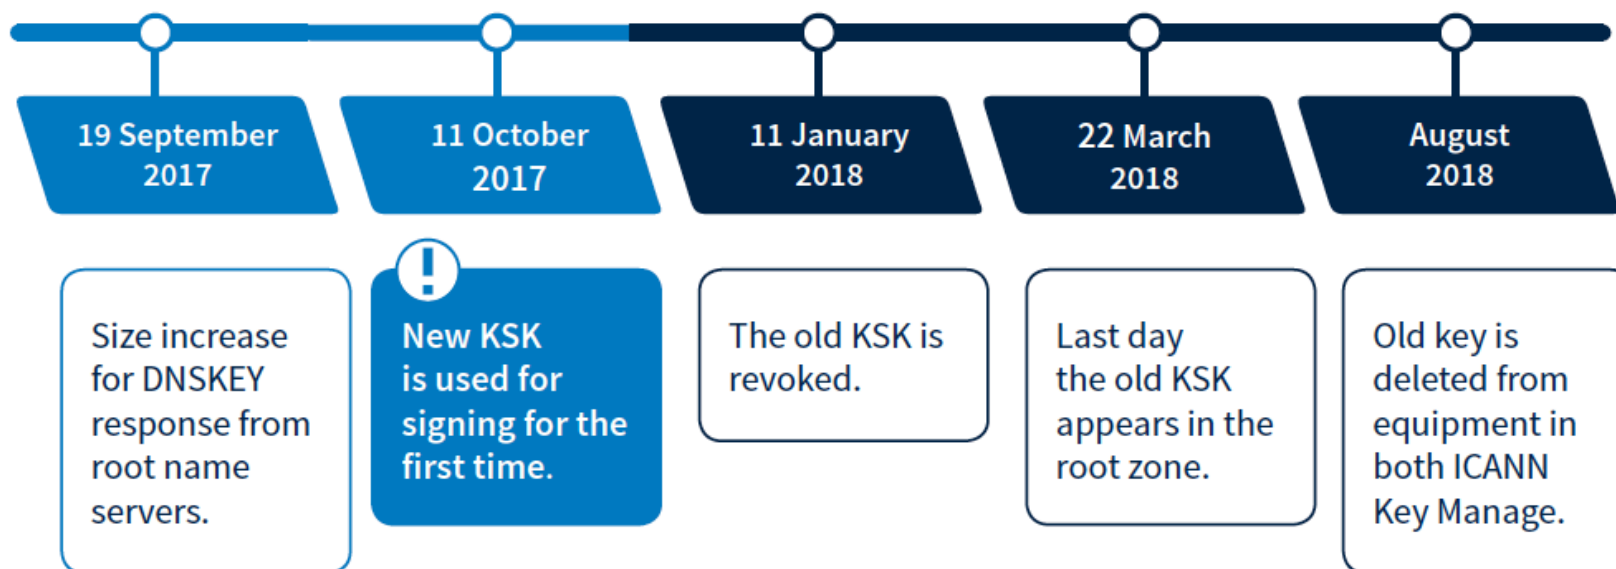 19 September
2017
11 October
2017
11 January
2018
22 March
2018
August
2018
Size increase
for DNSKEY
response from
root name
servers.
!
New KSK
is used for
signing for the
first time.
The old KSK is
revoked.
Last day
the old KSK
appears in the
root zone.
Old key is
deleted from
equipment in
both ICANN
Key Manage.